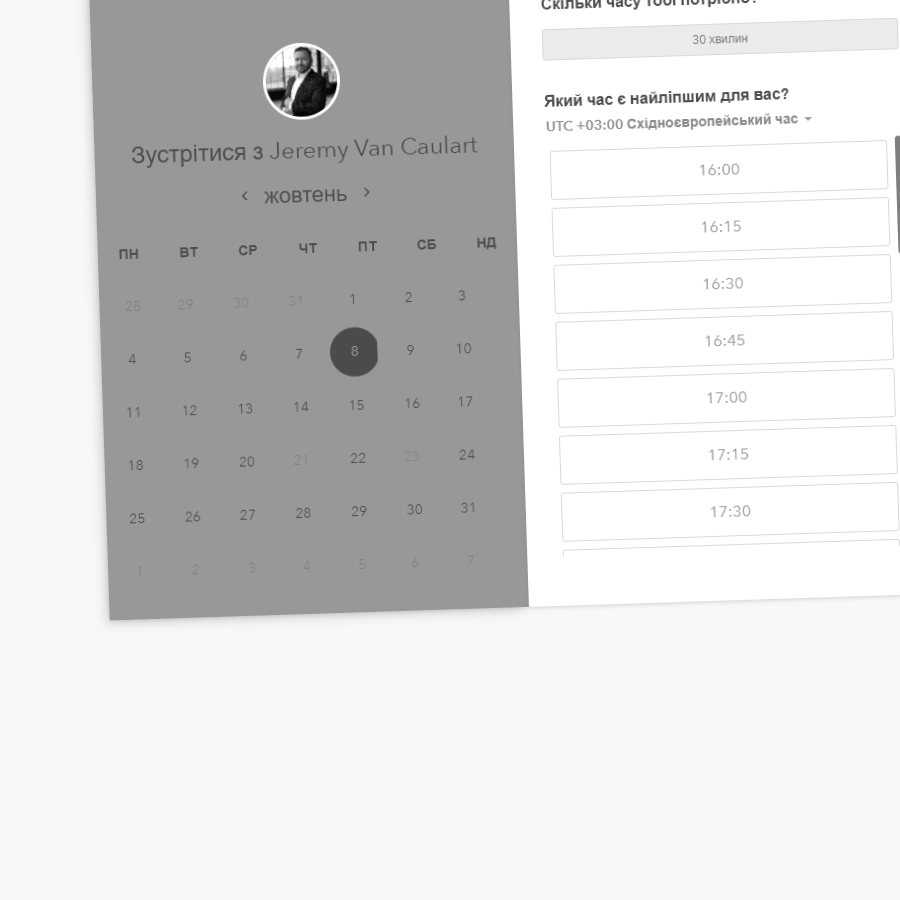 Зустрітися з Jeremy Van Caulart
жовтень
ПН ВТ СР ЧТ ПТ СБ НД
28 29 30 31 1 2 3
4 5 6 7 8 9 10
11 12 13 14 15 16 17
18 19 20 21 22 23 24
25 26 27 28 29 30 31
1 2 3 4 5 6 7
Скільки часу тобі потрібно?
30 хвилин
Який час є найліпшим для вас?
UTC +03:00 Східноєвропейський час
16:00
16:15
16:30
16:45
17:00
17:15
17:30